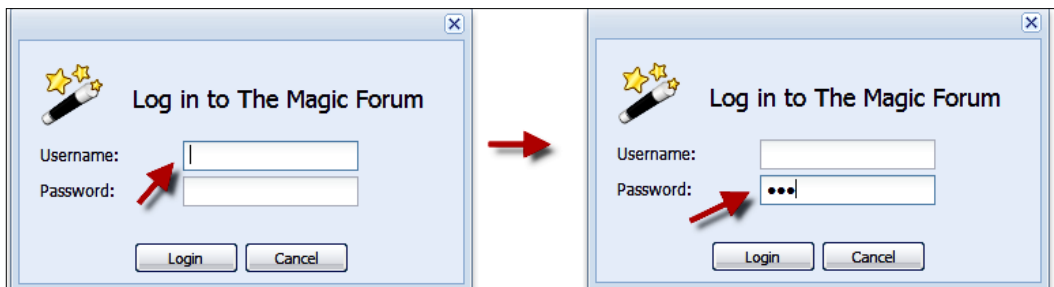 Log in to The Magic Forum
Username:
Password:
Login Cancel
Log in to The Magic Forum
Username:
Password: •••
Login Cancel